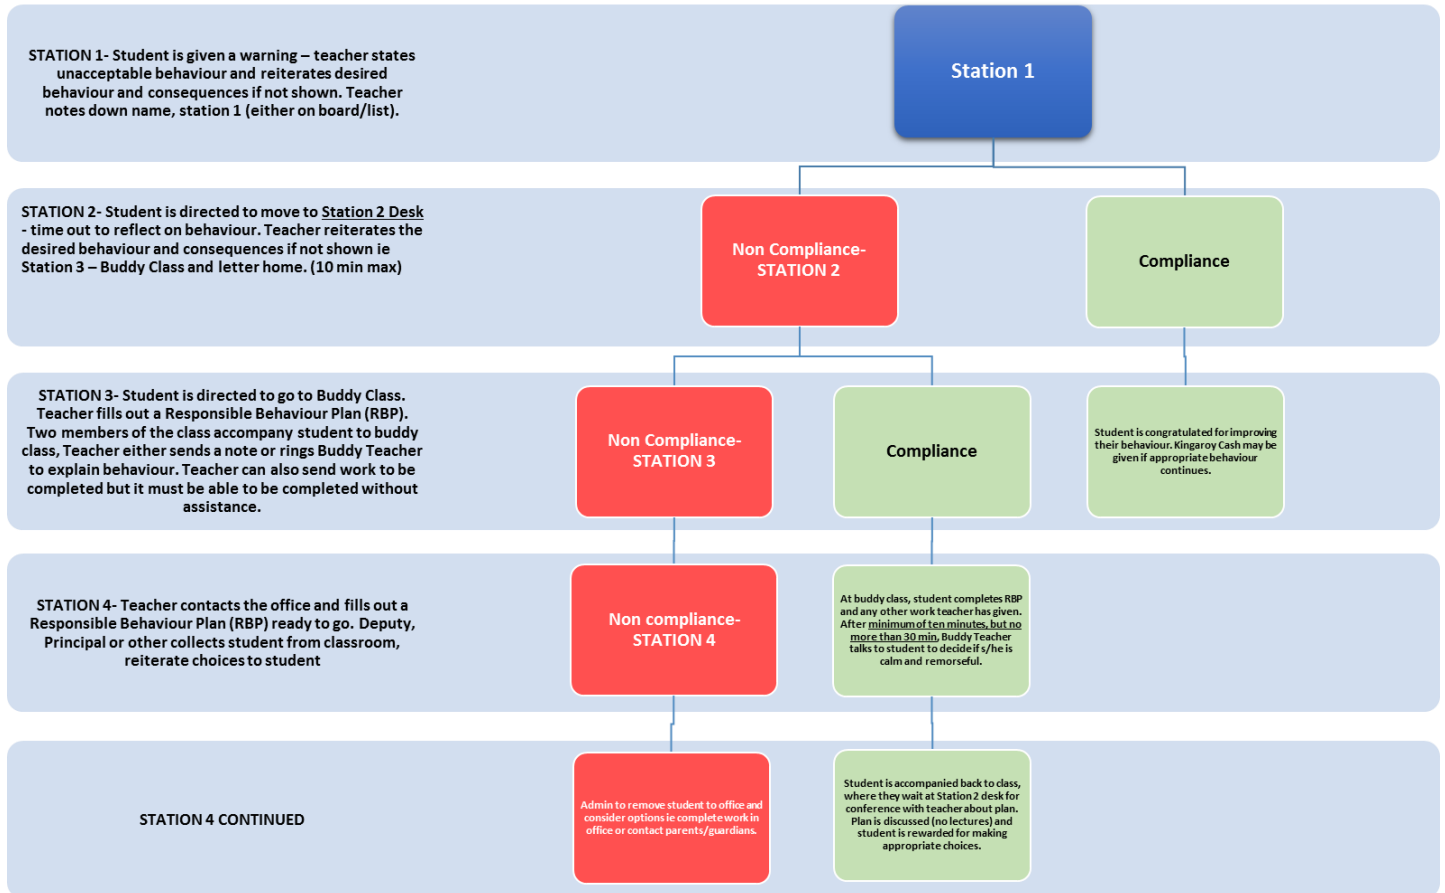 STATION 1- Student is given a warning – teacher states
unacceptable behaviour and reiterates desired
behaviour and consequences if not shown. Teacher
notes down name, station 1 (either on board/list).
Station 1
STATION 2- Student is directed to move to Station 2 Desk
- time out to reflect on behaviour. Teacher reiterates the
desired behaviour and consequences if not shown ie
Station 3 – Buddy Class and letter home. (10 min max)
Non Compliance-
STATION 2
Compliance
STATION 3- Student is directed to go to Buddy Class.
Teacher fills out a Responsible Behaviour Plan (RBP).
Two members of the class accompany student to buddy
class, Teacher either sends a note or rings Buddy Teacher
to explain behaviour. Teacher can also send work to be
completed but it must be able to be completed without
assistance.
Non Compliance-
STATION 3
Compliance
Student is congratulated for improving
their behaviour. Kingaroy Cash may be
given if appropriate behaviour
continues.
STATION 4- Teacher contacts the office and fills out a
Responsible Behaviour Plan (RBP) ready to go. Deputy,
Principal or other collects student from classroom,
reiterate choices to student
Non compliance-
STATION 4
At buddy class, student completes RBP
and any other work teacher has given.
After minimum of ten minutes, but no
more than 30 min, Buddy Teacher
talks to student to decide if s/he is
calm and remorseful.
STATION 4 CONTINUED
Admin to remove student to office and
consider options ie complete work in
office or contact parents/guardians.
Student is accompanied back to class,
where they wait at Station 2 desk for
conference with teacher about plan.
Plan is discussed (no lectures) and
student is rewarded for making
appropriate choices.